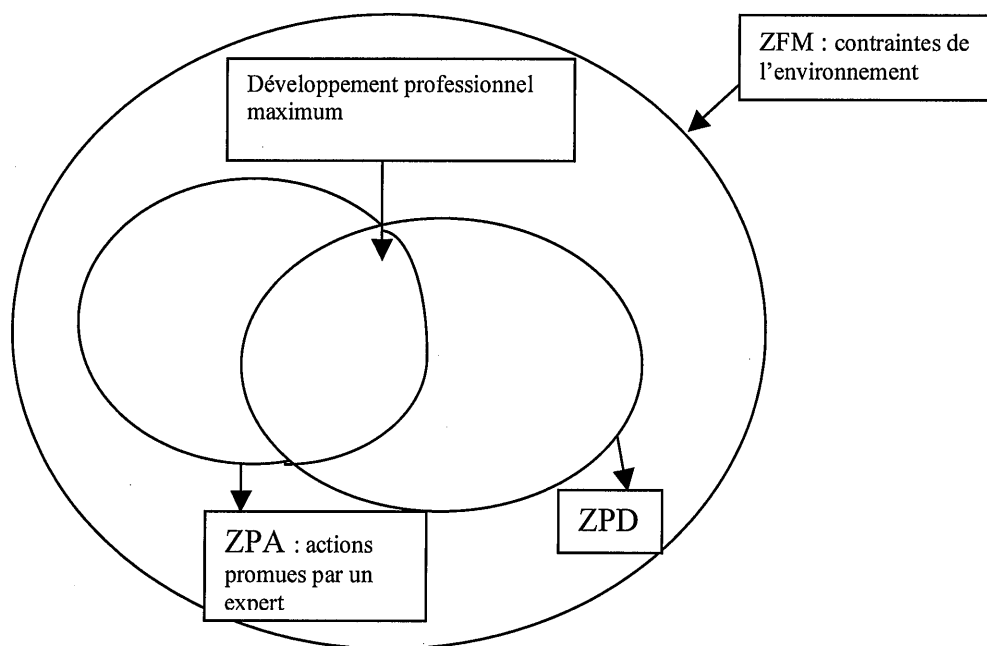 ZFM : contraintes de
l'environnement
Développement professionnel
maximum
ZPA : actions
promues par un
expert
ZPD